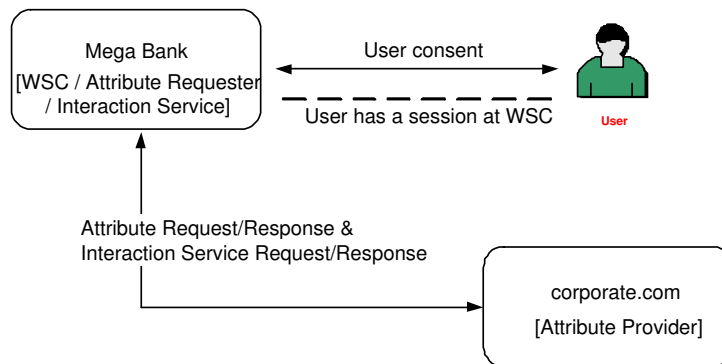 Mega Bank
[WSC / Attribute Requester
/ Interaction Service]
User consent
User has a session at WSC
User
Attribute Request/Response &
Interaction Service Request/Response
corporate.com
[Attribute Provider]